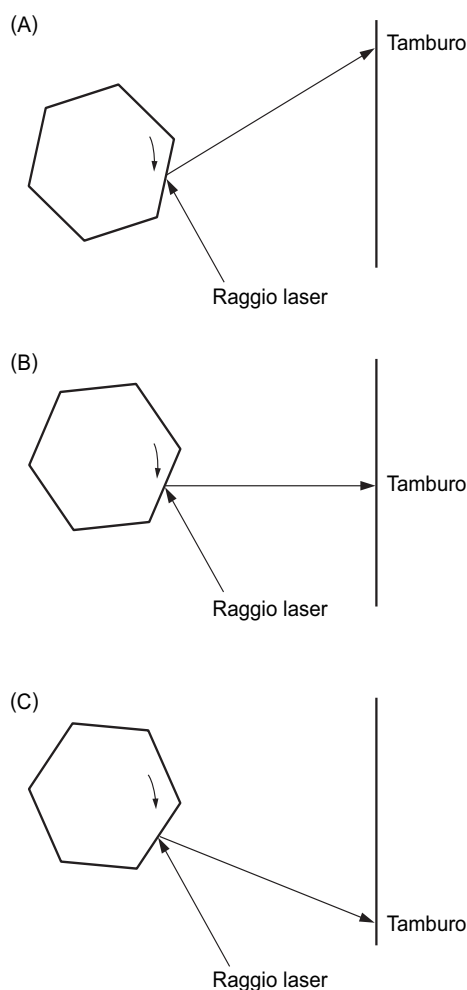 (A)
Tamburo
Raggio laser
(B)
Tamburo
Raggio laser
(C)
Tamburo
Raggio laser